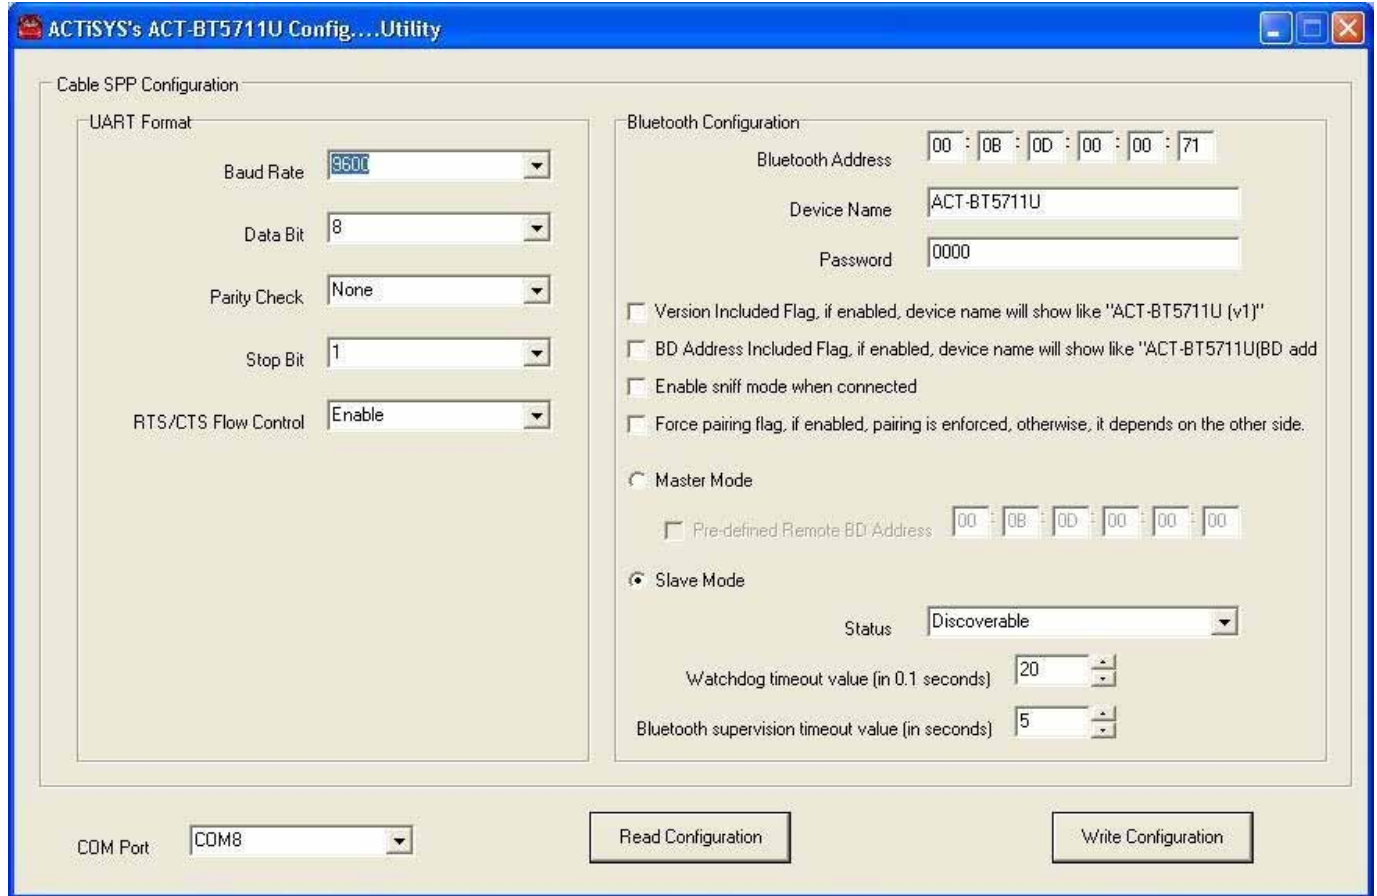 ACTiSYS's ACT-BT5711U Config....Utility
Cable SPP Configuration
UART Format
Baud Rate 9600
Data Bit 8
Parity Check None
Stop Bit 1
RTS/CTS Flow Control Enable
Bluetooth Configuration
Bluetooth Address 00 : 0B : 0D : 00 : 00 : 71
Device Name ACT-BT5711U
Password 0000
Version Included Flag, if enabled, device name will show like "ACT-BT5711U (v1)"
BD Address Included Flag, if enabled, device name will show like "ACT-BT5711U(BD add
Enable sniff mode when connected
Force pairing flag, if enabled, pairing is enforced, otherwise, it depends on the other side.
Master Mode
Pre-defined Remote BD Address 00 : 0B : 0D : 00 : 00 : 00
Slave Mode
Status Discoverable
Watchdog timeout value (in 0.1 seconds) 20
Bluetooth supervision timeout value (in seconds) 5
COM Port COM8
Read Configuration
Write Configuration